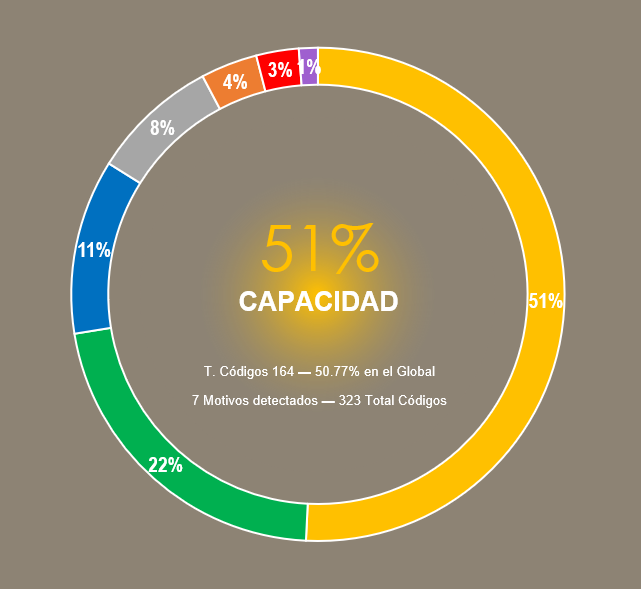 1%
3%
4%
8%
11%
51%
CAPACIDAD
51%
T. Códigos 164 — 50.77% en el Global
7 Motivos detectados — 323 Total Códigos
22%